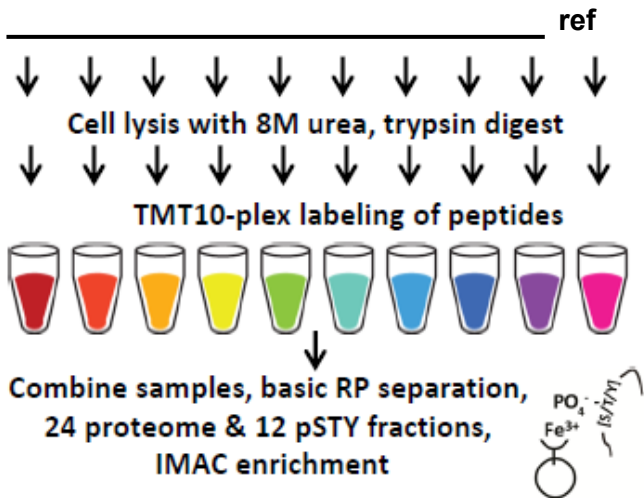 ref
Cell lysis with 8M urea, trypsin digest
TMT10-plex labeling of peptides
Combine samples, basic RP separation,
24 proteome & 12 pSTY fractions,
IMAC enrichment
PO₄⁻
Fe³⁺
[S/T/Y]